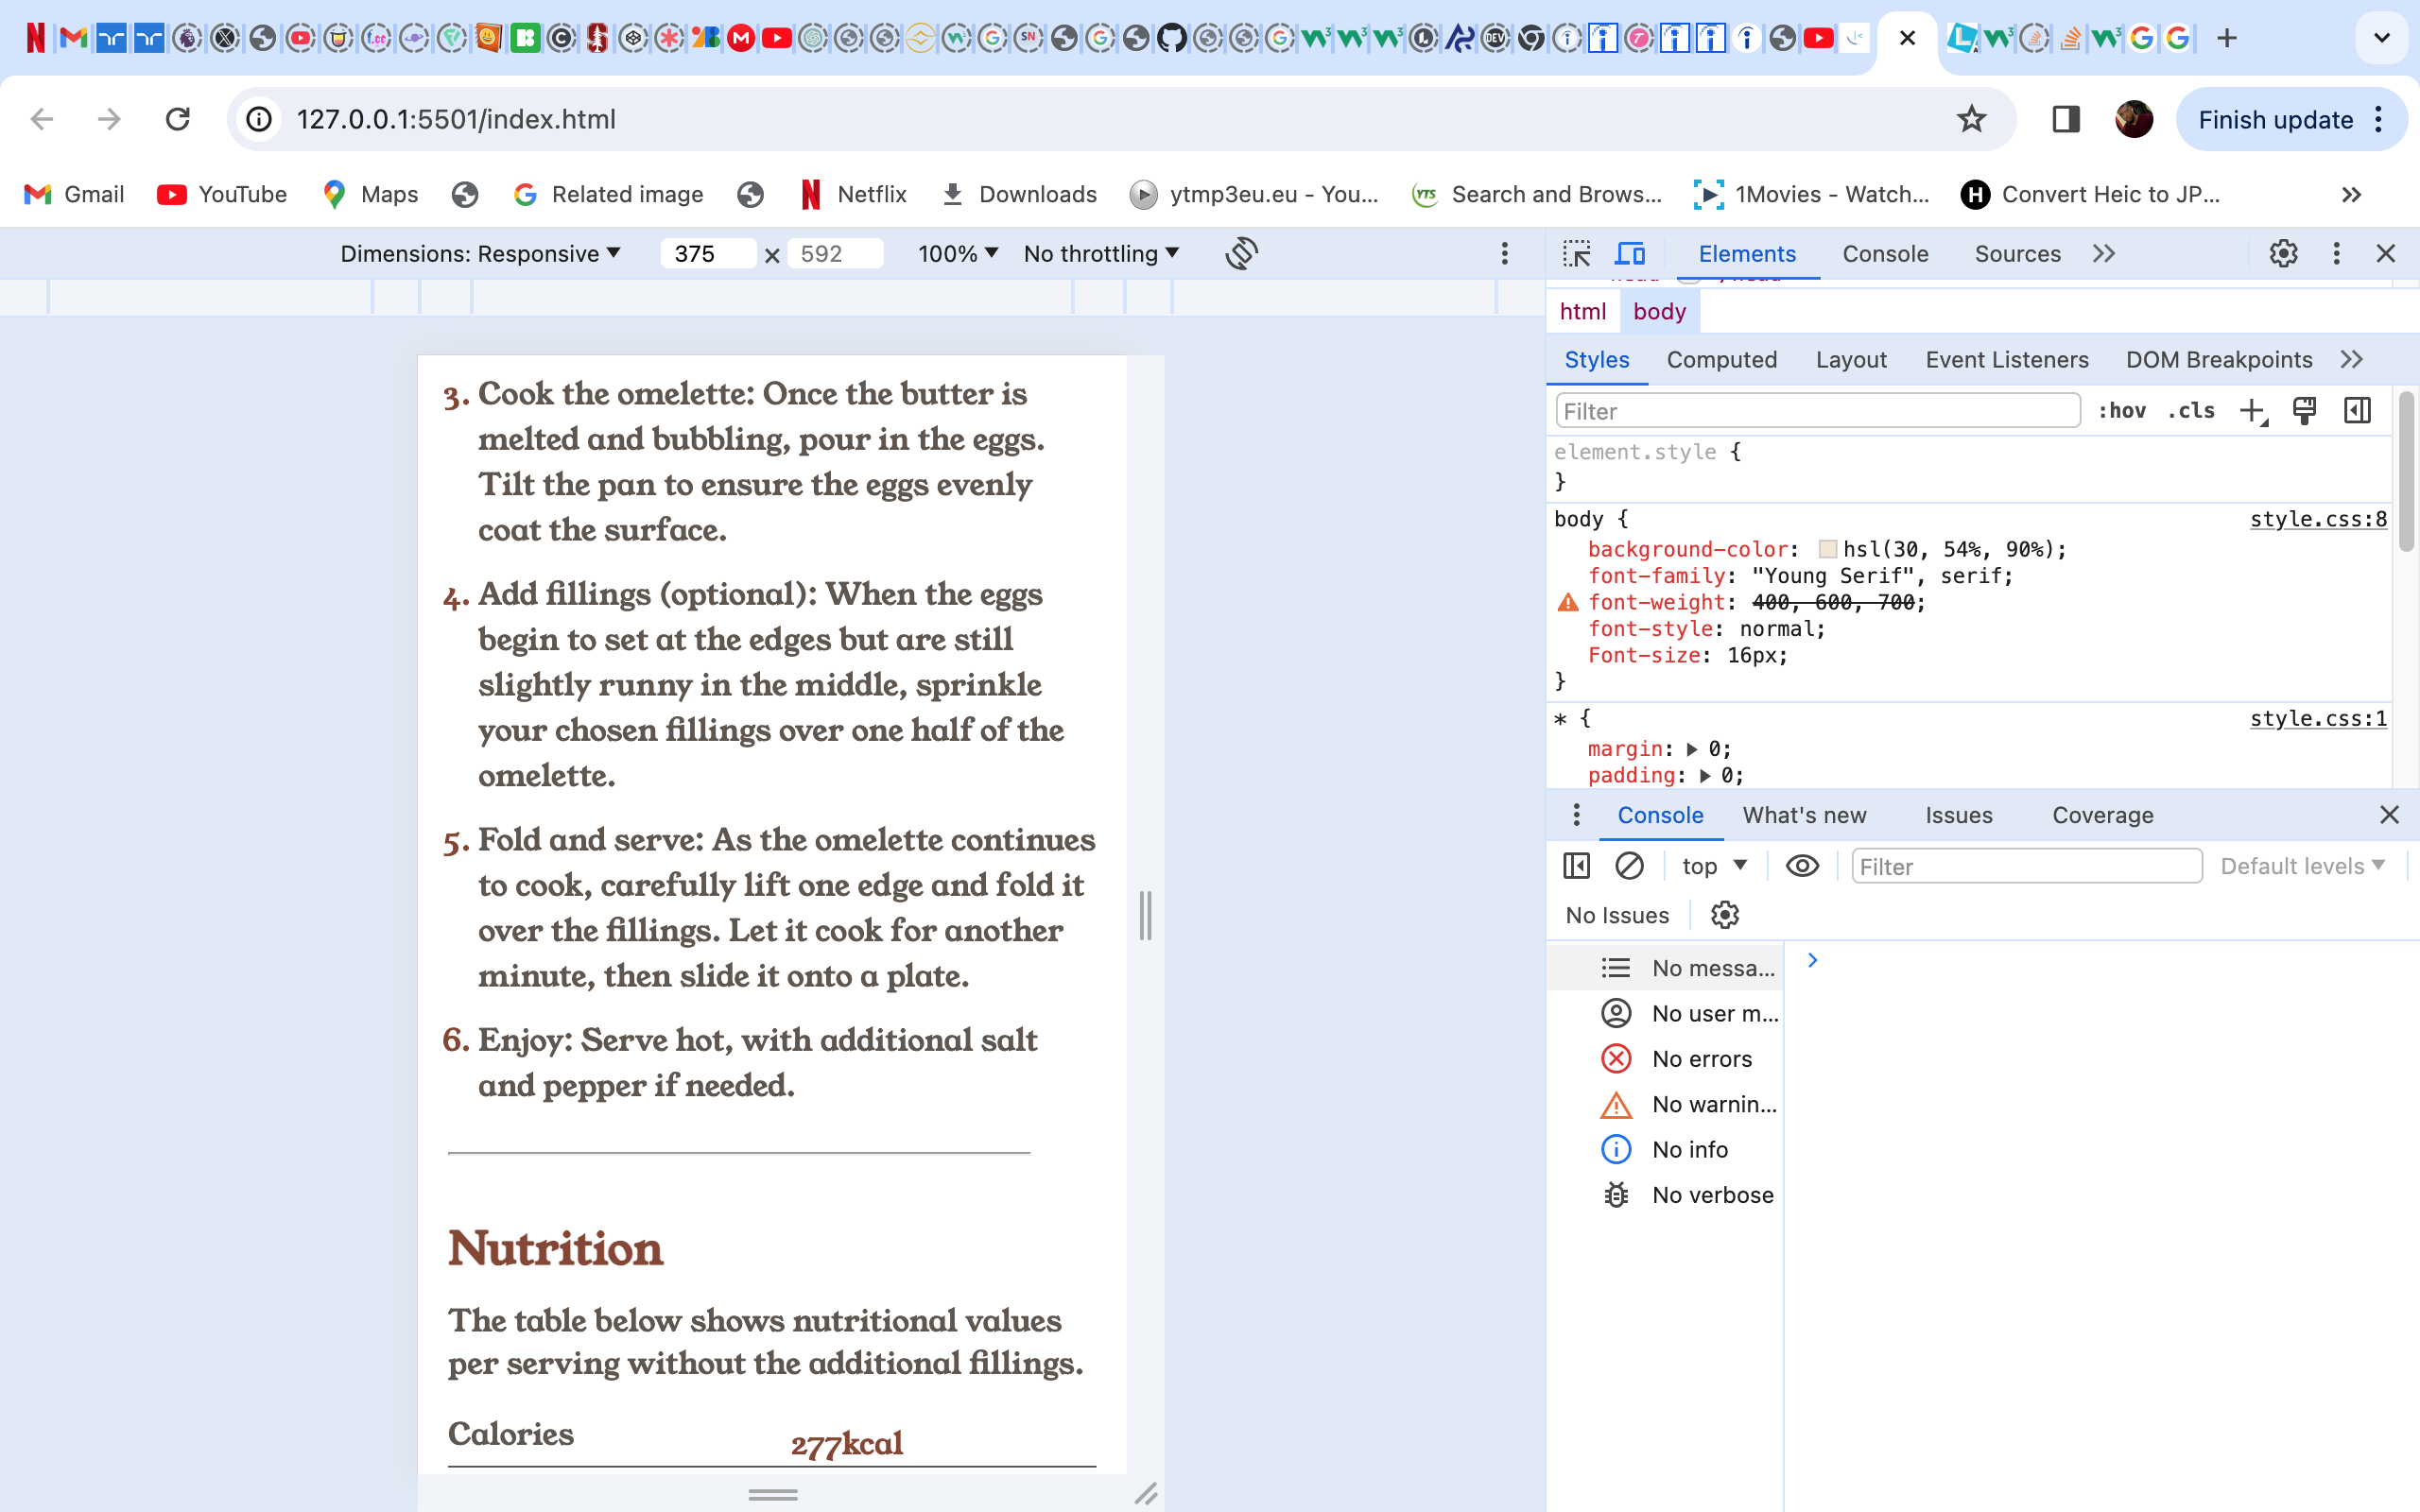 127.0.0.1:5501/index.html
Finish update
Gmail
YouTube
Maps
Related image
Netflix
Downloads
ytmp3eu.eu - You...
Search and Brows...
1Movies - Watch...
Convert Heic to JP...
Dimensions: Responsive
375
x
592
100%
No throttling
Elements
Console
Sources
html
body
Styles
Computed
Layout
Event Listeners
DOM Breakpoints
Filter
:hov
.cls
element.style {
}
body {
style.css:8
background-color: hsl(30, 54%, 90%);
font-family: "Young Serif", serif;
font-weight: 400, 600, 700;
font-style: normal;
Font-size: 16px;
}
* {
style.css:1
margin: 0;
padding: 0;
Console
What's new
Issues
Coverage
top
Filter
Default levels
No Issues
No messa...
No user m...
No errors
No warnin...
No info
No verbose
3. Cook the omelette: Once the butter is
melted and bubbling, pour in the eggs.
Tilt the pan to ensure the eggs evenly
coat the surface.
4. Add fillings (optional): When the eggs
begin to set at the edges but are still
slightly runny in the middle, sprinkle
your chosen fillings over one half of the
omelette.
5. Fold and serve: As the omelette continues
to cook, carefully lift one edge and fold it
over the fillings. Let it cook for another
minute, then slide it onto a plate.
6. Enjoy: Serve hot, with additional salt
and pepper if needed.
Nutrition
The table below shows nutritional values
per serving without the additional fillings.
Calories
277kcal